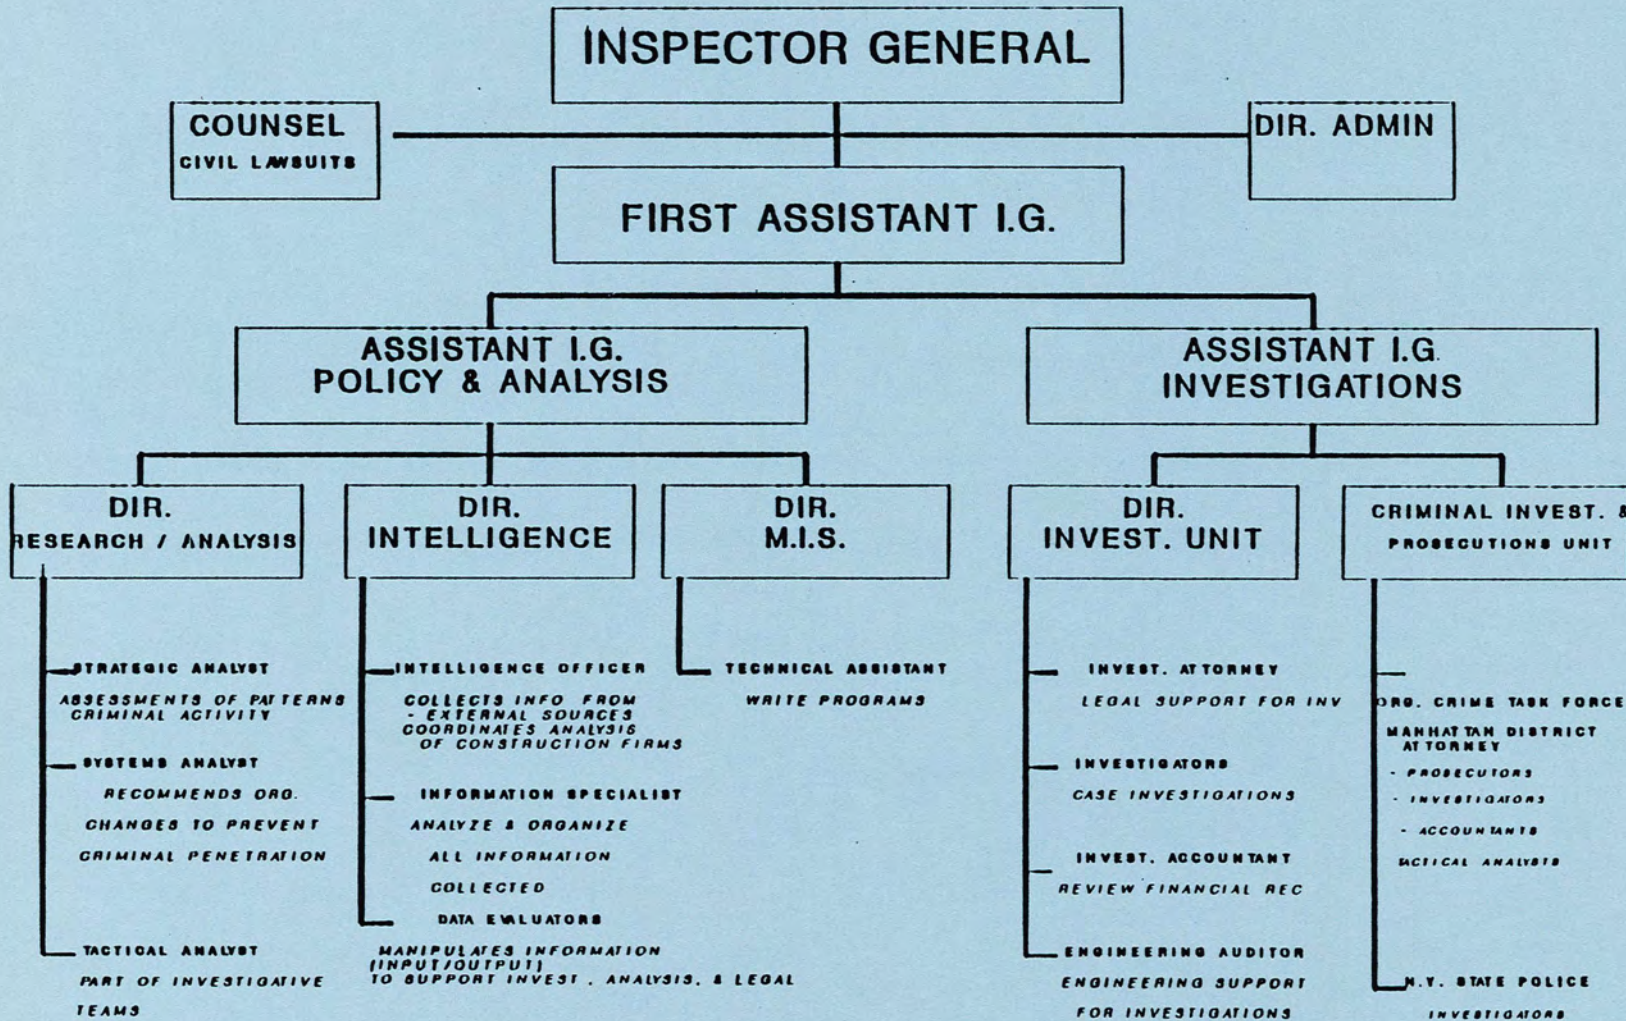 INSPECTOR GENERAL
COUNSEL
CIVIL LAWSUITS
DIR. ADMIN
FIRST ASSISTANT I.G.
ASSISTANT I.G.
POLICY & ANALYSIS
ASSISTANT I.G.
INVESTIGATIONS
DIR.
RESEARCH / ANALYSIS
DIR.
INTELLIGENCE
DIR.
M.I.S.
DIR.
INVEST. UNIT
CRIMINAL INVEST. &
PROSECUTIONS UNIT
STRATEGIC ANALYST
ASSESSMENTS OF PATTERNS
CRIMINAL ACTIVITY
SYSTEMS ANALYST
RECOMMENDS ORG.
CHANGES TO PREVENT
CRIMINAL PENETRATION
TACTICAL ANALYST
PART OF INVESTIGATIVE
TEAMS
INTELLIGENCE OFFICER
COLLECTS INFO FROM
- EXTERNAL SOURCES
COORDINATES ANALYSIS
OF CONSTRUCTION FIRMS
INFORMATION SPECIALIST
ANALYZE & ORGANIZE
ALL INFORMATION
COLLECTED
DATA EVALUATORS
MANIPULATES INFORMATION
(INPUT/OUTPUT)
TO SUPPORT INVEST , ANALYSIS, & LEGAL
TECHNICAL ASSISTANT
WRITE PROGRAMS
INVEST. ATTORNEY
LEGAL SUPPORT FOR INV
INVESTIGATORS
CASE INVESTIGATIONS
INVEST. ACCOUNTANT
REVIEW FINANCIAL REC
ENGINEERING AUDITOR
ENGINEERING SUPPORT
FOR INVESTIGATIONS
ORG. CRIME TASK FORCE
MANHATTAN DISTRICT
ATTORNEY
- PROSECUTORS
- INVESTIGATORS
- ACCOUNTANTS
TACTICAL ANALYSTS
N.Y. STATE POLICE
INVESTIGATORS